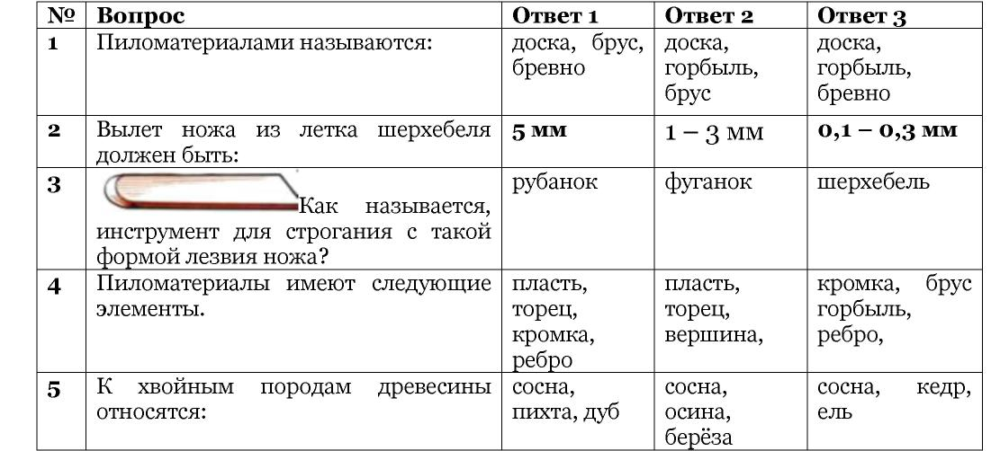 № Вопрос Ответ 1 Ответ 2 Ответ 3
1 Пиломатериалами называются: доска, брус, доска, доска,
бревно горбыль, горбыль,
брус бревно
2 Вылет ножа из летка шерхебеля 5 мм 1 – 3 мм 0,1 – 0,3 мм
должен быть:
3 рубанок фуганок шерхебель
Как называется,
инструмент для строгания с такой
формой лезвия ножа?
4 Пиломатериалы имеют следующие пласть, пласть, кромка, брус
элементы. торец, торец, горбыль,
кромка, вершина, ребро,
ребро
5 К хвойным породам древесины сосна, сосна, сосна, кедр,
относятся: пихта, дуб осина, ель
берёза